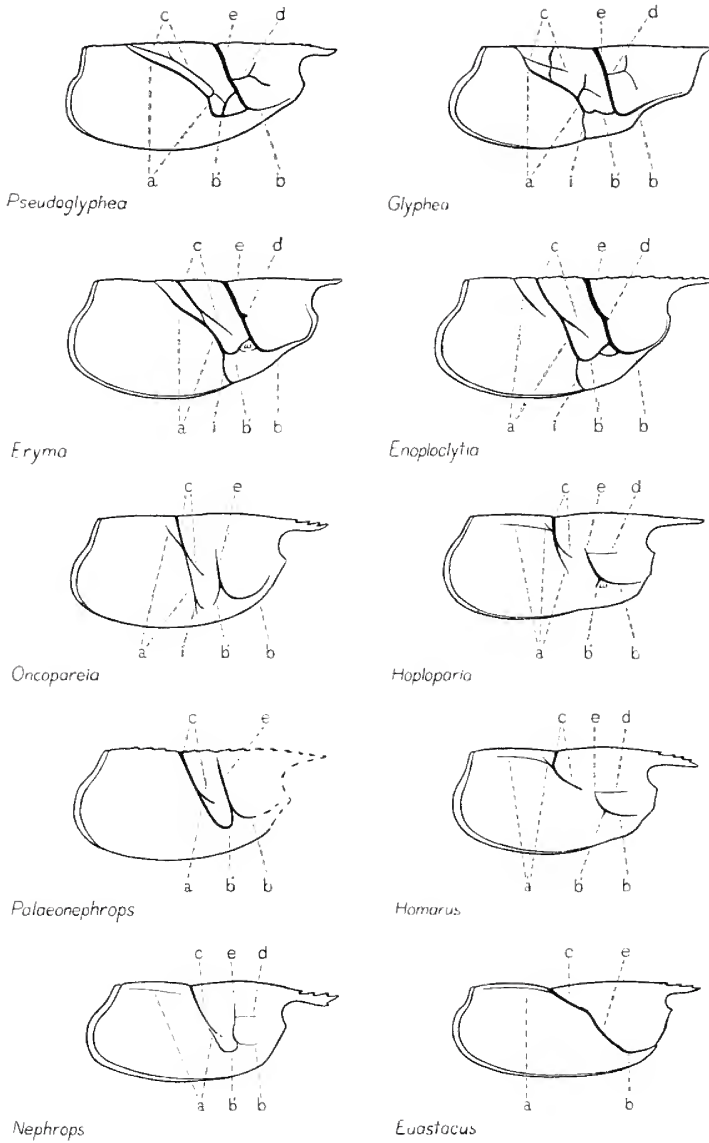 c e d
c e d
a b b
a i b b
Pseudoglyphea
Glyphea
c e d
c e d
a i b b
a i b b
Eryma
Enoploclytia
c e
c e d
a i b b
a b b
Oncopareia
Hoploparia
c e
c e d
a b b
a b b
Palaeonephrops
Homarus
c e d
c e
a b b
a b
Nephrops
Euastacus